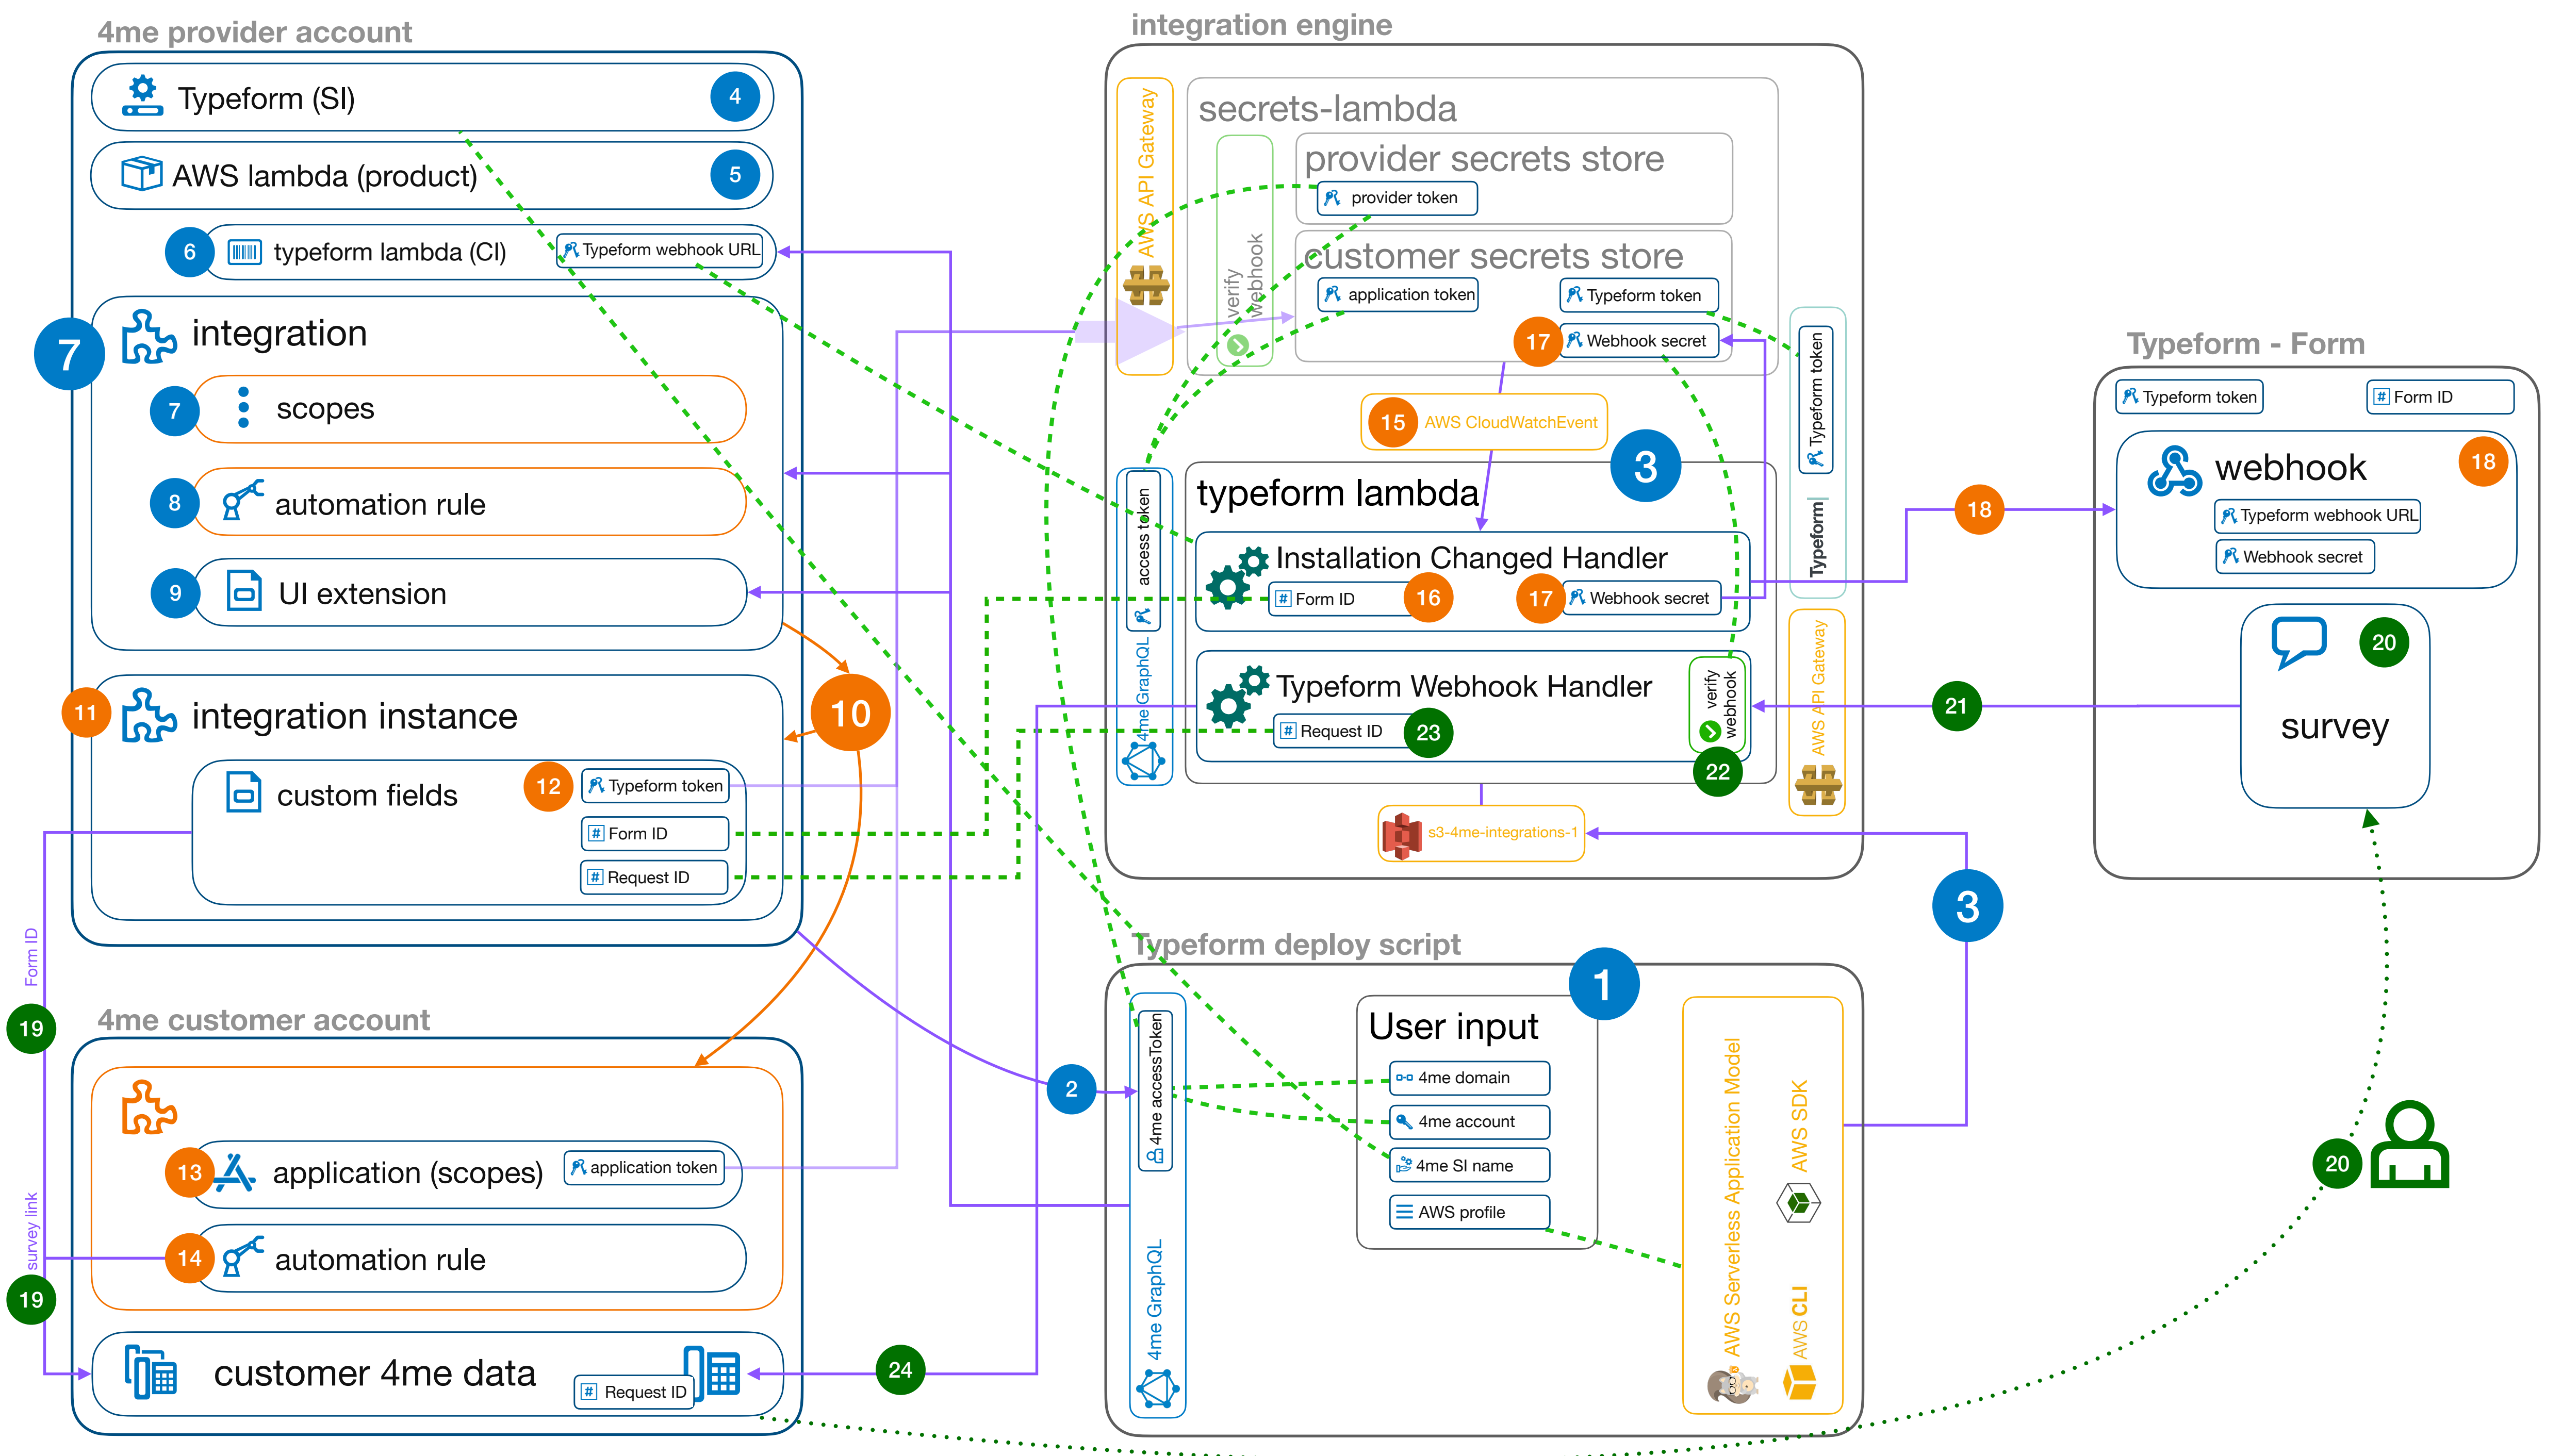 4me provider account
Typeform (SI)
4
AWS lambda (product)
5
6
typeform lambda (CI)
Typeform webhook URL
7
integration
7
scopes
8
automation rule
9
UI extension
10
11
integration instance
custom fields
12
Typeform token
Form ID
Request ID
Form ID
19
survey link
19
4me customer account
13
application (scopes)
application token
14
automation rule
customer 4me data
Request ID
24
2
integration engine
AWS API Gateway
secrets-lambda
verify
webhook
provider secrets store
provider token
customer secrets store
application token
Typeform token
17
Webhook secret
15
AWS CloudWatchEvent
3
typeform lambda
access token
4me GraphQL
Installation Changed Handler
Form ID
16
17
Webhook secret
Typeform Webhook Handler
Request ID
23
verify
webhook
22
Typeform token
Typeform
AWS API Gateway
s3-4me-integrations-1
3
18
21
Typeform deploy script
1
4me accessToken
4me GraphQL
User input
4me domain
4me account
4me SI name
AWS profile
AWS Serverless Application Model
AWS SDK
AWS CLI
Typeform - Form
Typeform token
Form ID
webhook
18
Typeform webhook URL
Webhook secret
20
survey
20